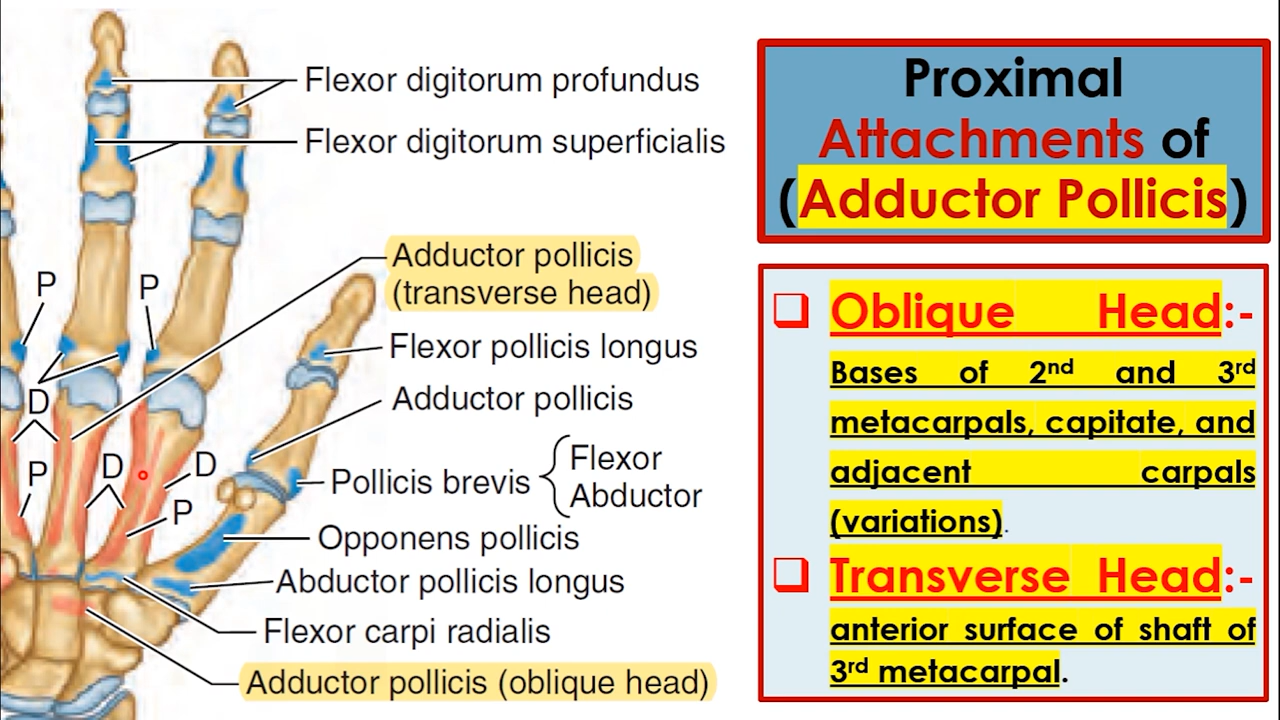 Flexor digitorum profundus
Flexor digitorum superficialis
Adductor pollicis
(transverse head)
P
P
Flexor pollicis longus
D
Adductor pollicis
P
D
D
Pollicis brevis
Flexor
Abductor
P
Opponens pollicis
Abductor pollicis longus
Flexor carpi radialis
Adductor pollicis (oblique head)
Proximal
Attachments of
(Adductor Pollicis)
Oblique Head:-
Bases of 2nd and 3rd
metacarpals, capitate, and
adjacent carpals
(variations).
Transverse Head:-
anterior surface of shaft of
3rd metacarpal.